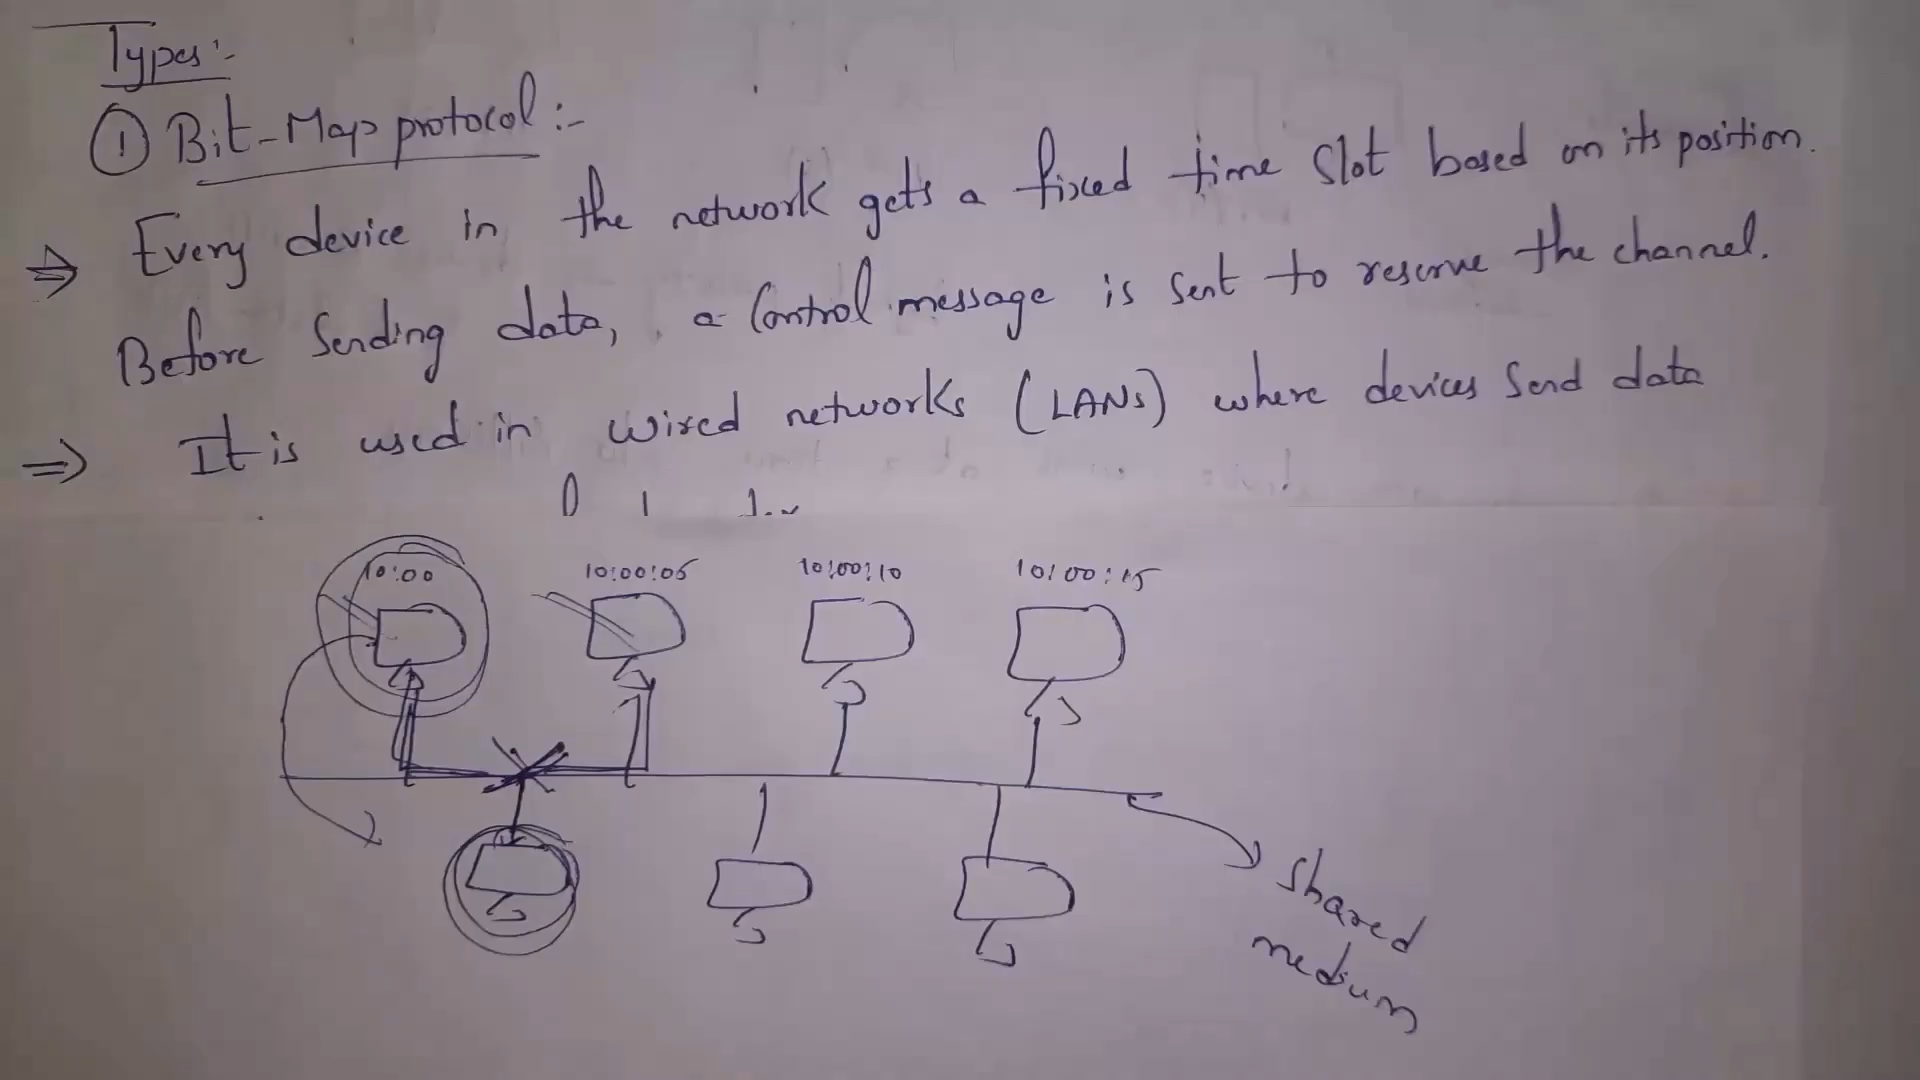 Types:-
① Bit-Map protocol:-
⇒ Every device in the network gets a fixed time slot based on its position.
Before sending data, a control message is sent to reserve the channel.
⇒ It is used in wired networks (LANs) where devices send data
10:00 10:00:05 10:00:10 10:00:15
Shared
medium